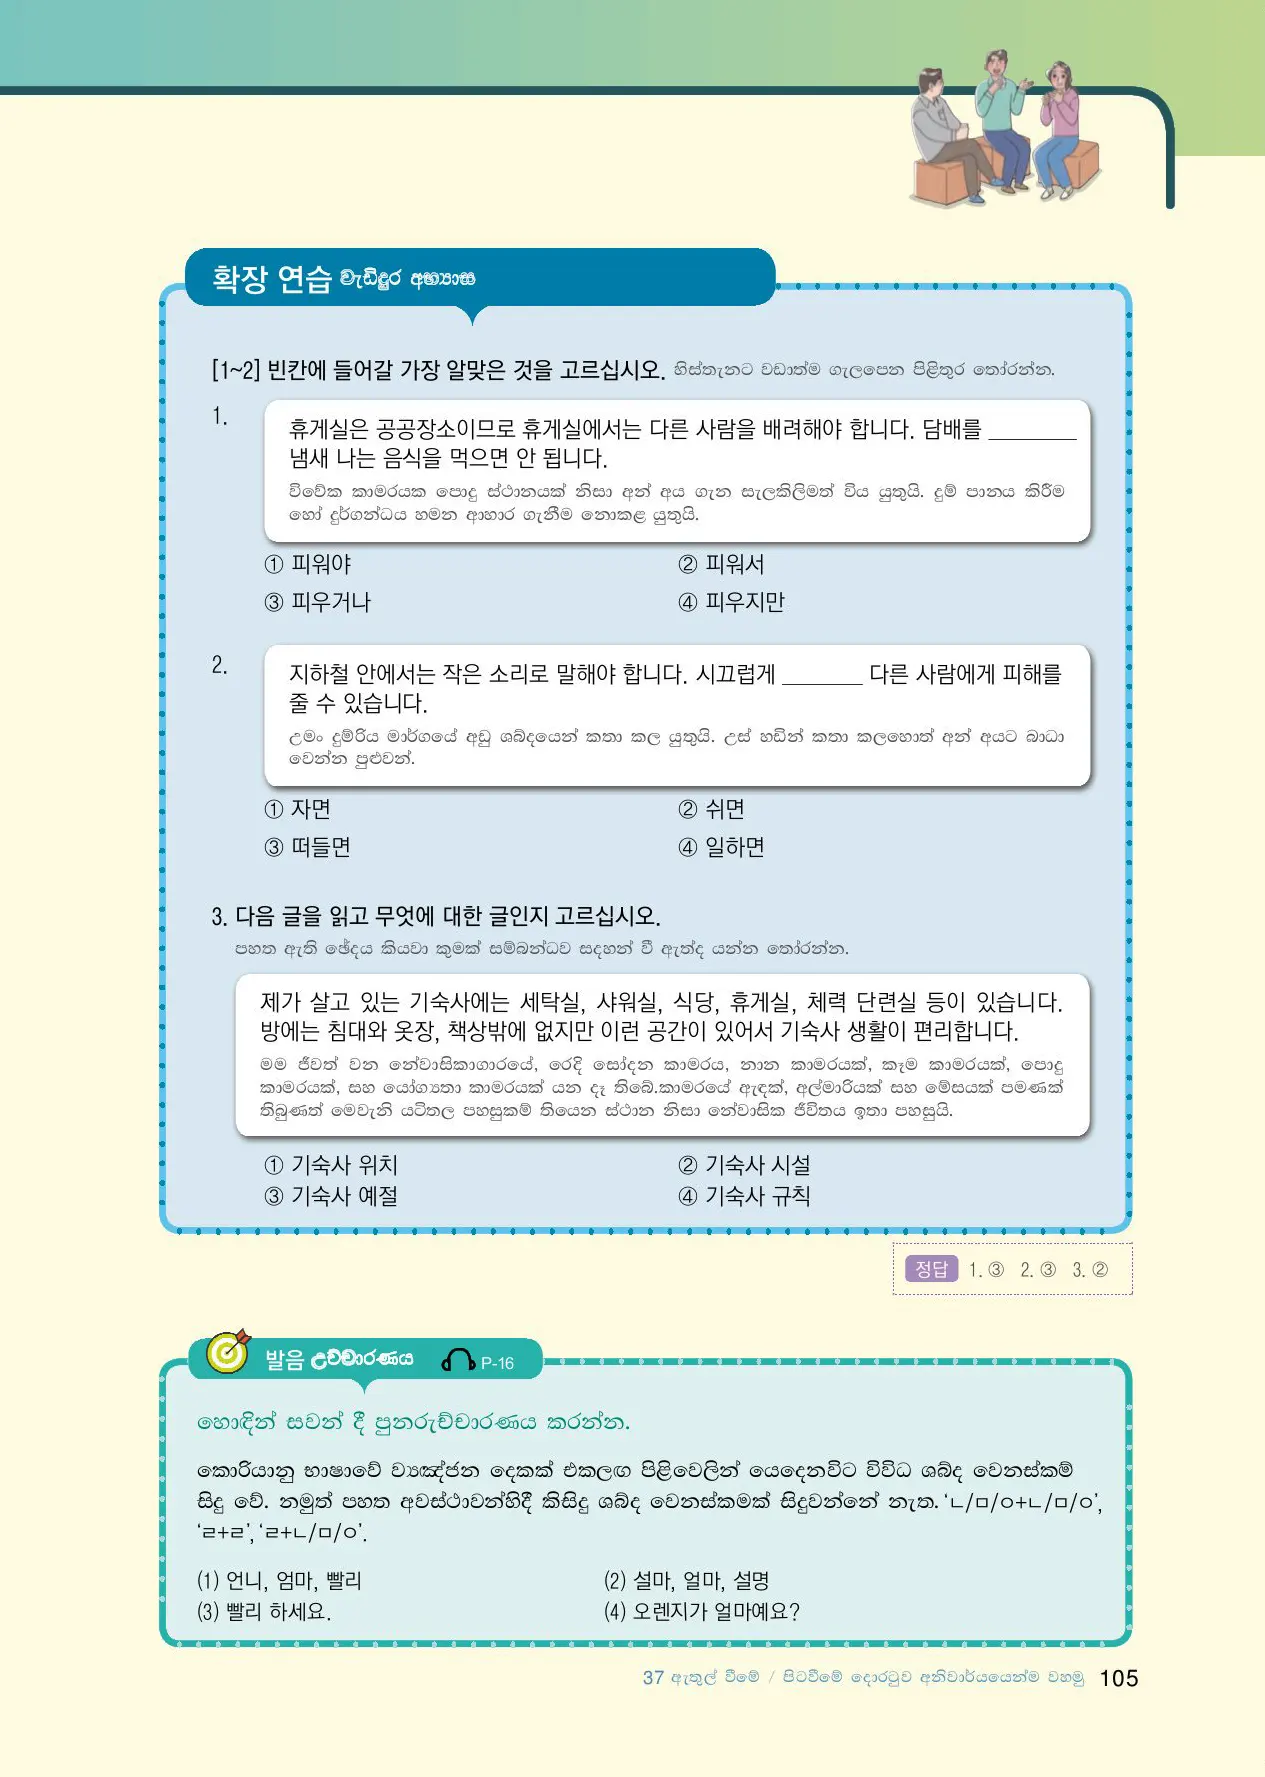 확장 연습 වැඩිදුර අභ්‍යාස
[1~2] 빈칸에 들어갈 가장 알맞은 것을 고르십시오. හිස්තැනට වඩාත්ම ගැලපෙන පිළිතුර තෝරන්න.
1.
휴게실은 공공장소이므로 휴게실에서는 다른 사람을 배려해야 합니다. 담배를 ________
냄새 나는 음식을 먹으면 안 됩니다.
විවේක කාමරයක පොදු ස්ථානයක් නිසා අන් අය ගැන සැලකිලිමත් විය යුතුයි. දුම් පානය කිරීම
හෝ දුර්ගන්ධය හමන ආහාර ගැනීම නොකළ යුතුයි.
① 피워야 ② 피워서
③ 피우거나 ④ 피우지만
2.
지하철 안에서는 작은 소리로 말해야 합니다. 시끄럽게 _______ 다른 사람에게 피해를
줄 수 있습니다.
උමං දුම්රිය මාර්ගයේ අඩු ශබ්දයෙන් කතා කල යුතුයි. උස් හඩින් කතා කලහොත් අන් අයට බාධා
වෙන්න පුළුවන්.
① 자면 ② 쉬면
③ 떠들면 ④ 일하면
3. 다음 글을 읽고 무엇에 대한 글인지 고르십시오.
පහත ඇති ඡේදය කියවා කුමක් සම්බන්ධව සදහන් වී ඇත්ද යන්න තෝරන්න.
제가 살고 있는 기숙사에는 세탁실, 샤워실, 식당, 휴게실, 체력 단련실 등이 있습니다.
방에는 침대와 옷장, 책상밖에 없지만 이런 공간이 있어서 기숙사 생활이 편리합니다.
මම ජීවත් වන නේවාසිකාගාරයේ, රෙදි සෝදන කාමරය, නාන කාමරයක්, කෑම කාමරයක්, පොදු
කාමරයක්, සහ යෝග්‍යතා කාමරයක් යන දෑ තිබේ.කාමරයේ ඇඳක්, අල්මාරියක් සහ මේසයක් පමණක්
තිබුණත් මෙවැනි යටිතල පහසුකම් තියෙන ස්ථාන නිසා නේවාසික ජීවිතය ඉතා පහසුයි.
① 기숙사 위치 ② 기숙사 시설
③ 기숙사 예절 ④ 기숙사 규칙
정답 1. ③ 2. ③ 3. ②
발음 උච්චාරණය P-16
හොඳින් සවන් දී පුනරුච්චාරණය කරන්න.
කොරියානු භාෂාවේ ව්‍යඤ්ජන දෙකක් එකලඟ පිළිවෙලින් යෙදෙනවිට විවිධ ශබ්ද වෙනස්කම්
සිදු වේ. නමුත් පහත අවස්ථාවන්හිදී කිසිදු ශබ්ද වෙනස්කමක් සිදුවන්නේ නැත. ‘ㄴ/ㅁ/ㅇ+ㄴ/ㅁ/ㅇ’,
‘ㄹ+ㄹ’, ‘ㄹ+ㄴ/ㅁ/ㅇ’.
(1) 언니, 엄마, 빨리 (2) 설마, 얼마, 설명
(3) 빨리 하세요. (4) 오렌지가 얼마예요?
37 ඇතුල් වීමේ / පිටවීමේ දොරටුව අනිවාර්යයෙන්ම වහමු 105